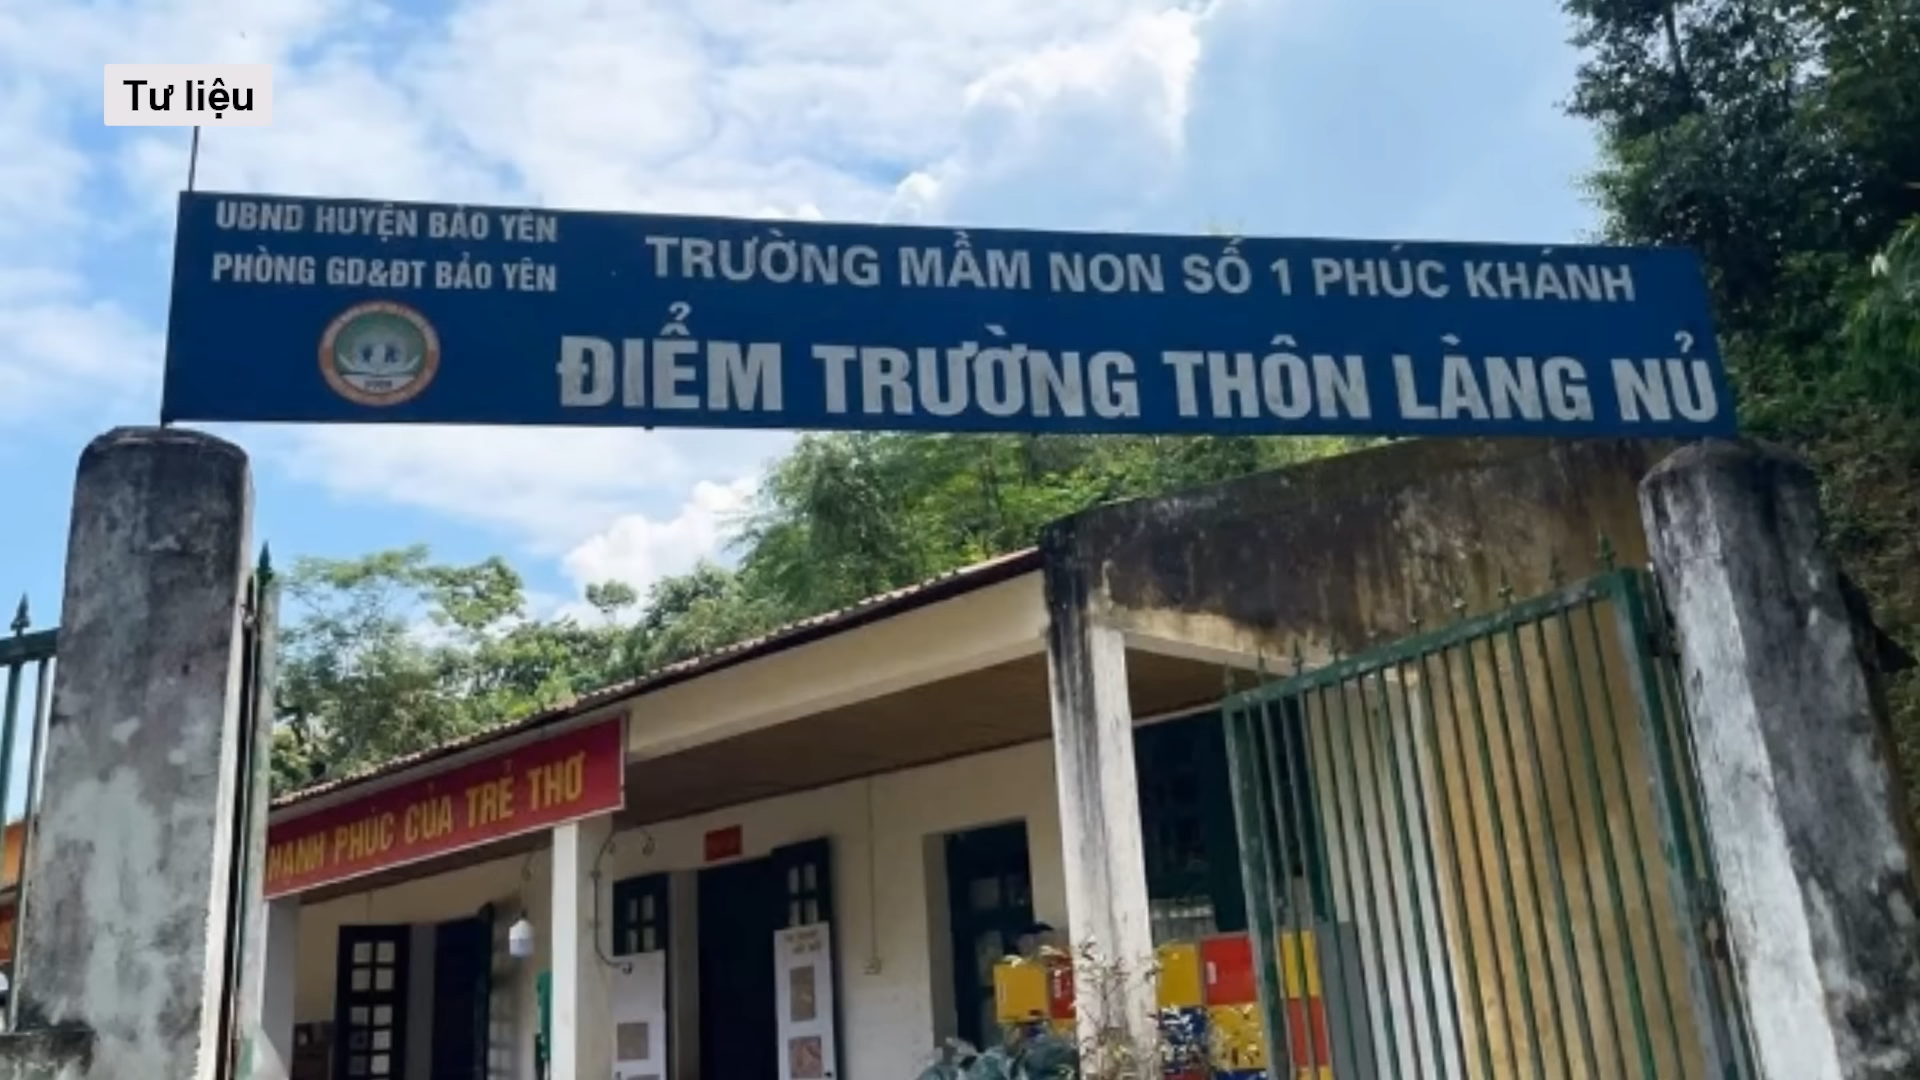 Tư liệu
UBND HUYỆN BẢO YÊN
PHÒNG GD&ĐT BẢO YÊN
TRƯỜNG MẦM NON SỐ 1 PHÚC KHÁNH
ĐIỂM TRƯỜNG THÔN LÀNG NỦ
HẠNH PHÚC CỦA TRẺ THƠ